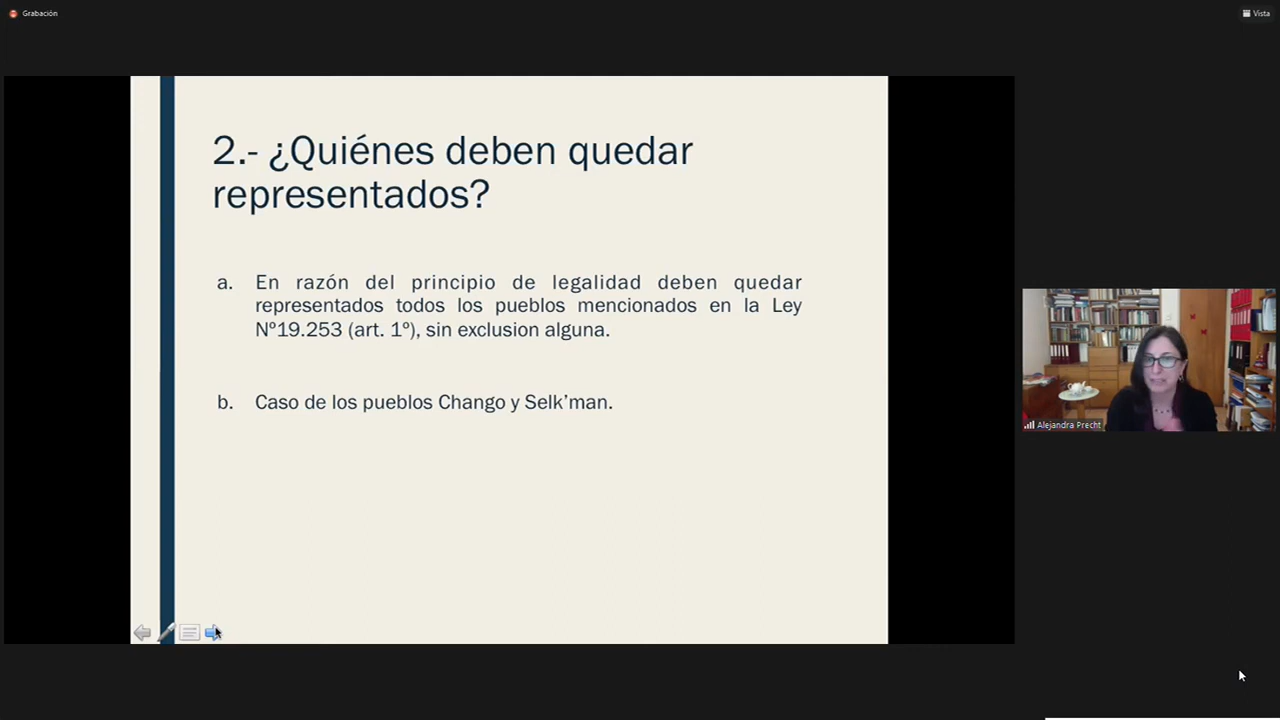 Grabación
Vista
2.- ¿Quiénes deben quedar
representados?
a. En razón del principio de legalidad deben quedar
representados todos los pueblos mencionados en la Ley
Nº19.253 (art. 1º), sin exclusion alguna.
b. Caso de los pueblos Chango y Selk’man.
Alejandra Precht